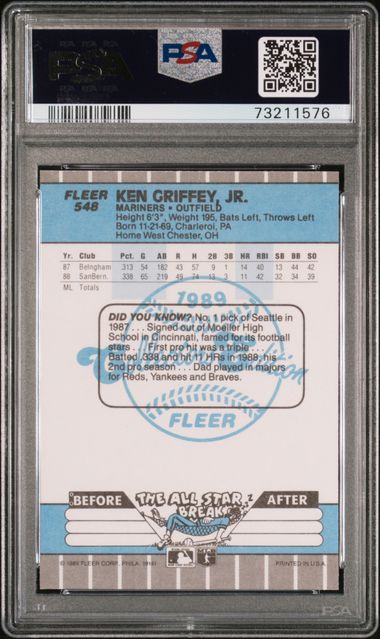 PSA
PSA
73211576
FLEER
548
KEN GRIFFEY, JR.
MARINERS • OUTFIELD
Height 6'3", Weight 195, Bats Left, Throws Left
Born 11-21-69, Charleroi, PA
Home West Chester, OH
Yr. Club Pct. G AB R H 2B 3B HR RBI SB BB SO
87 Belngham .313 54 182 43 57 9 1 14 40 13 44 42
88 SanBern. .338 65 219 49 74 13 3 11 42 32 34 39
ML Totals
1989
DID YOU KNOW? No. 1 pick of Seattle in
1987 . . . Signed out of Moeller High
School in Cincinnati, famed for its football
stars . . . First pro hit was a triple . . .
Batted .338 and hit 11 HRs in 1988, his
2nd pro season . . . Dad played in majors
for Reds, Yankees and Braves.
FLEER
BEFORE
THE ALL STAR
BREAK
AFTER
© 1989 FLEER CORP., PHILA. 19141
PRINTED IN U.S.A.
PSA